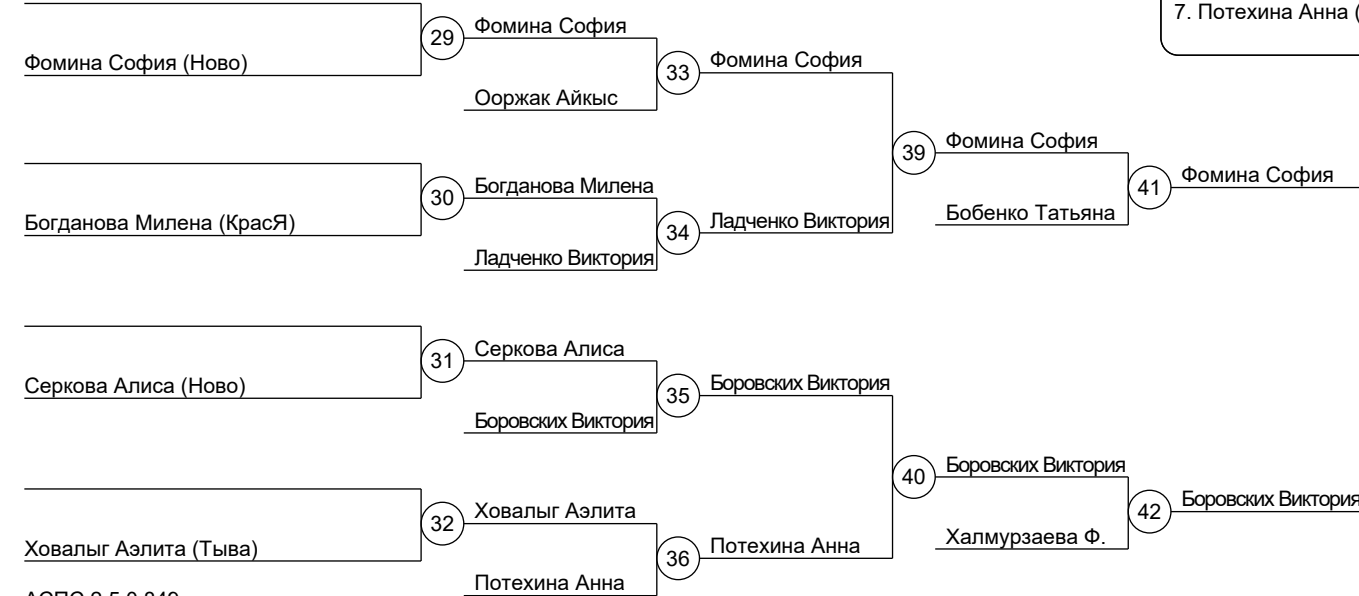 7. Потехина Анна (
Фомина София
29
Фомина София (Ново)
Фомина София
33
Ооржак Айкыс
Фомина София
39
Богданова Милена
30
Фомина София
41
Богданова Милена (КрасЯ)
Ладченко Виктория
34
Бобенко Татьяна
Ладченко Виктория
Серкова Алиса
31
Серкова Алиса (Ново)
Боровских Виктория
35
Боровских Виктория
Боровских Виктория
40
Боровских Виктория
42
Ховалыг Аэлита
32
Халмурзаева Ф.
Ховалыг Аэлита (Тыва)
Потехина Анна
36
Потехина Анна